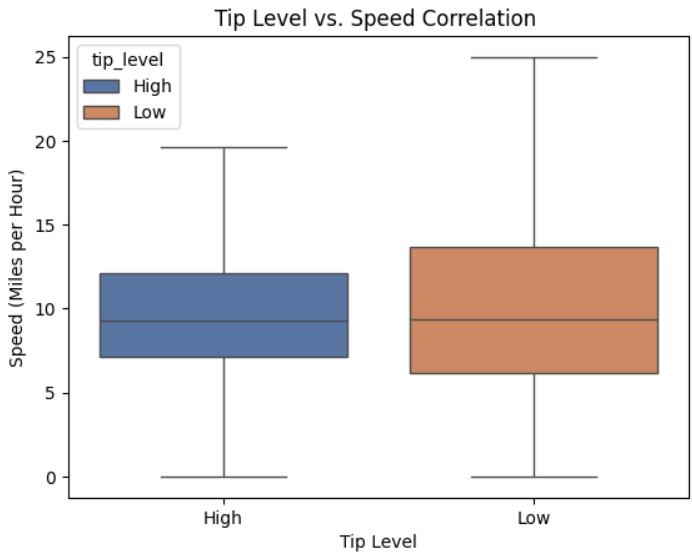 Tip Level vs. Speed Correlation
tip_level
High
Low
Speed (Miles per Hour)
25
20
15
10
5
0
High
Low
Tip Level